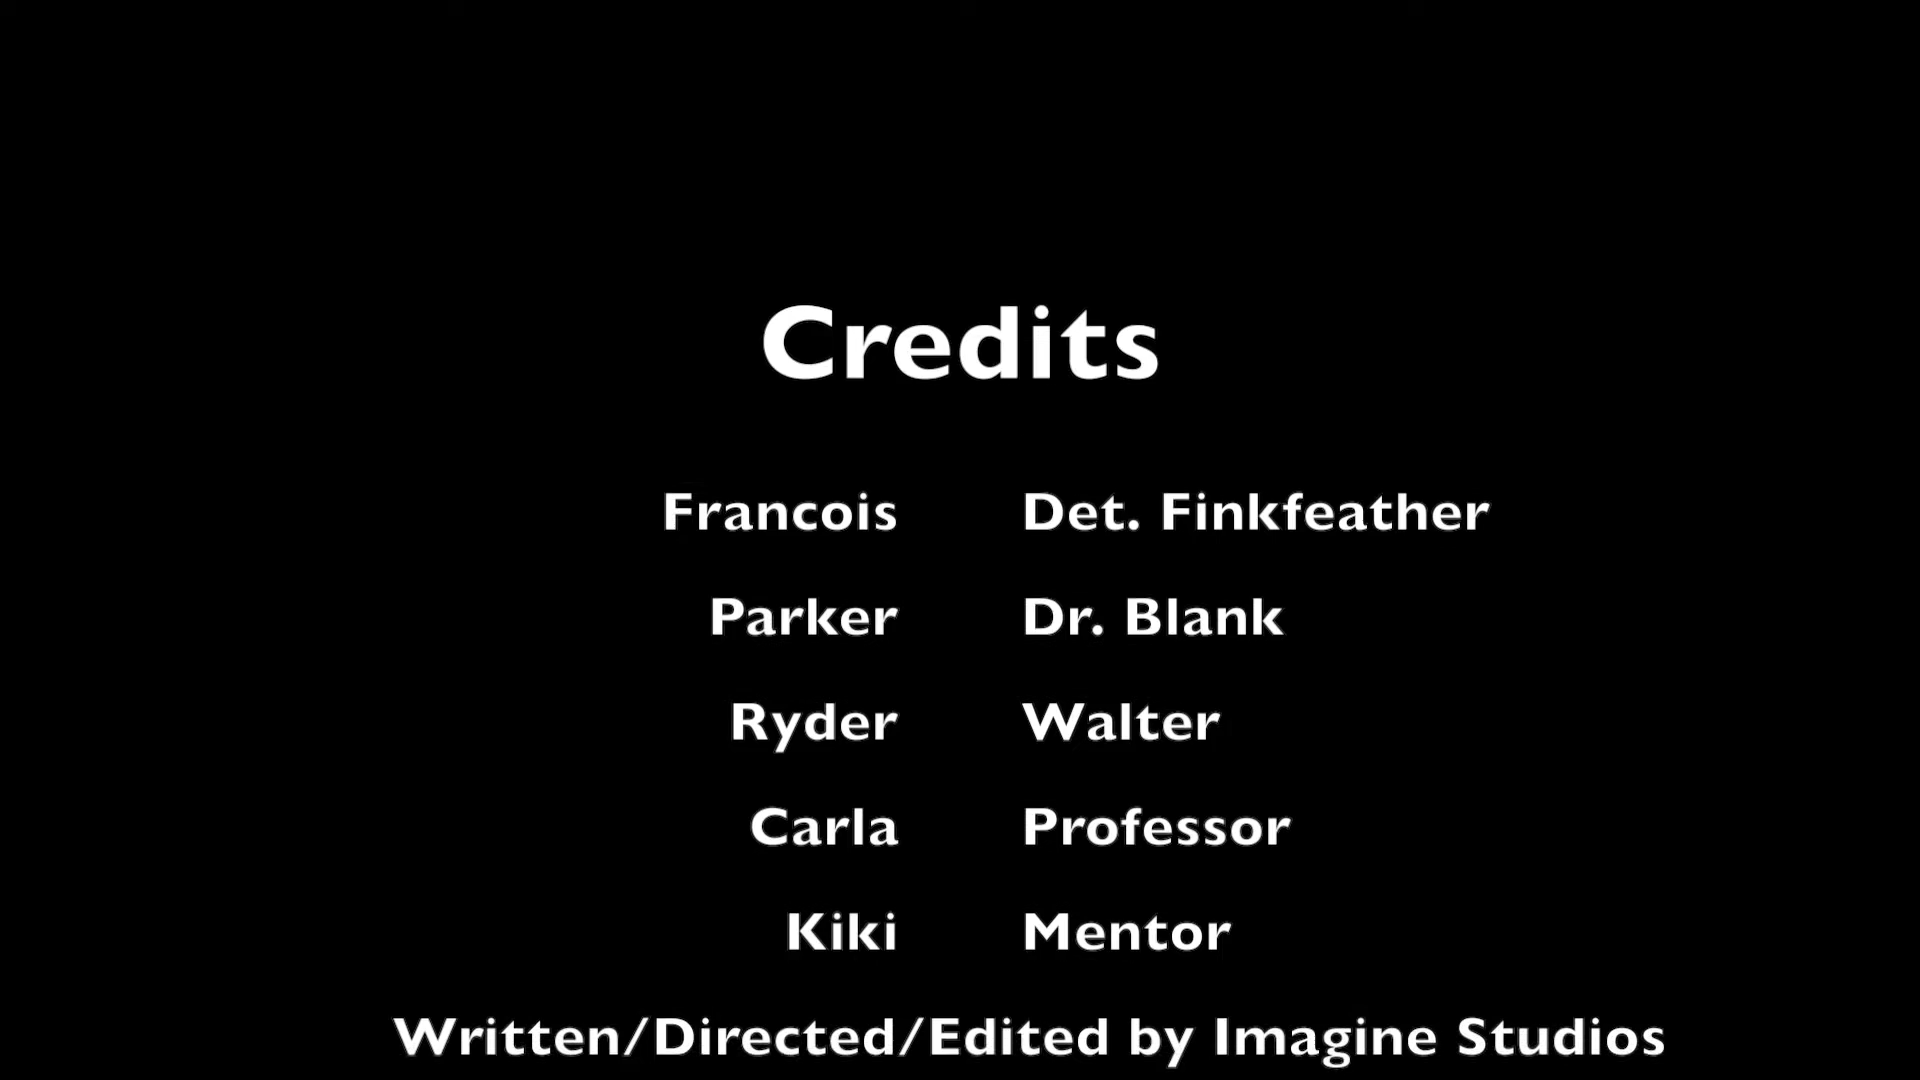 Credits
Francois Det. Finkfeather
Parker Dr. Blank
Ryder Walter
Carla Professor
Kiki Mentor
Written/Directed/Edited by Imagine Studios